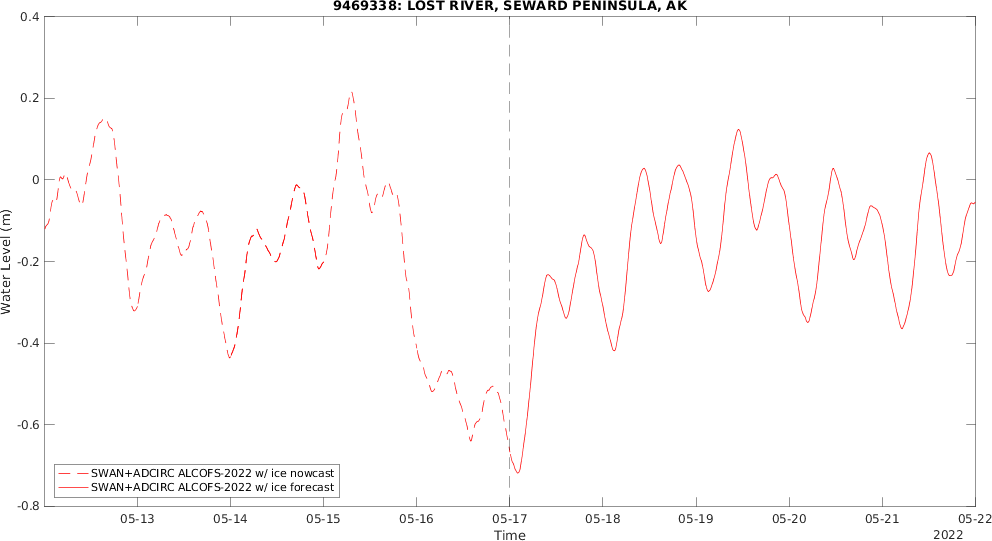 9469338: LOST RIVER, SEWARD PENINSULA, AK
0.4
0.2
0
-0.2
-0.4
-0.6
-0.8
Water Level (m)
SWAN+ADCIRC ALCOFS-2022 w/ ice nowcast
SWAN+ADCIRC ALCOFS-2022 w/ ice forecast
05-13 05-14 05-15 05-16 05-17 05-18 05-19 05-20 05-21 05-22
Time
2022